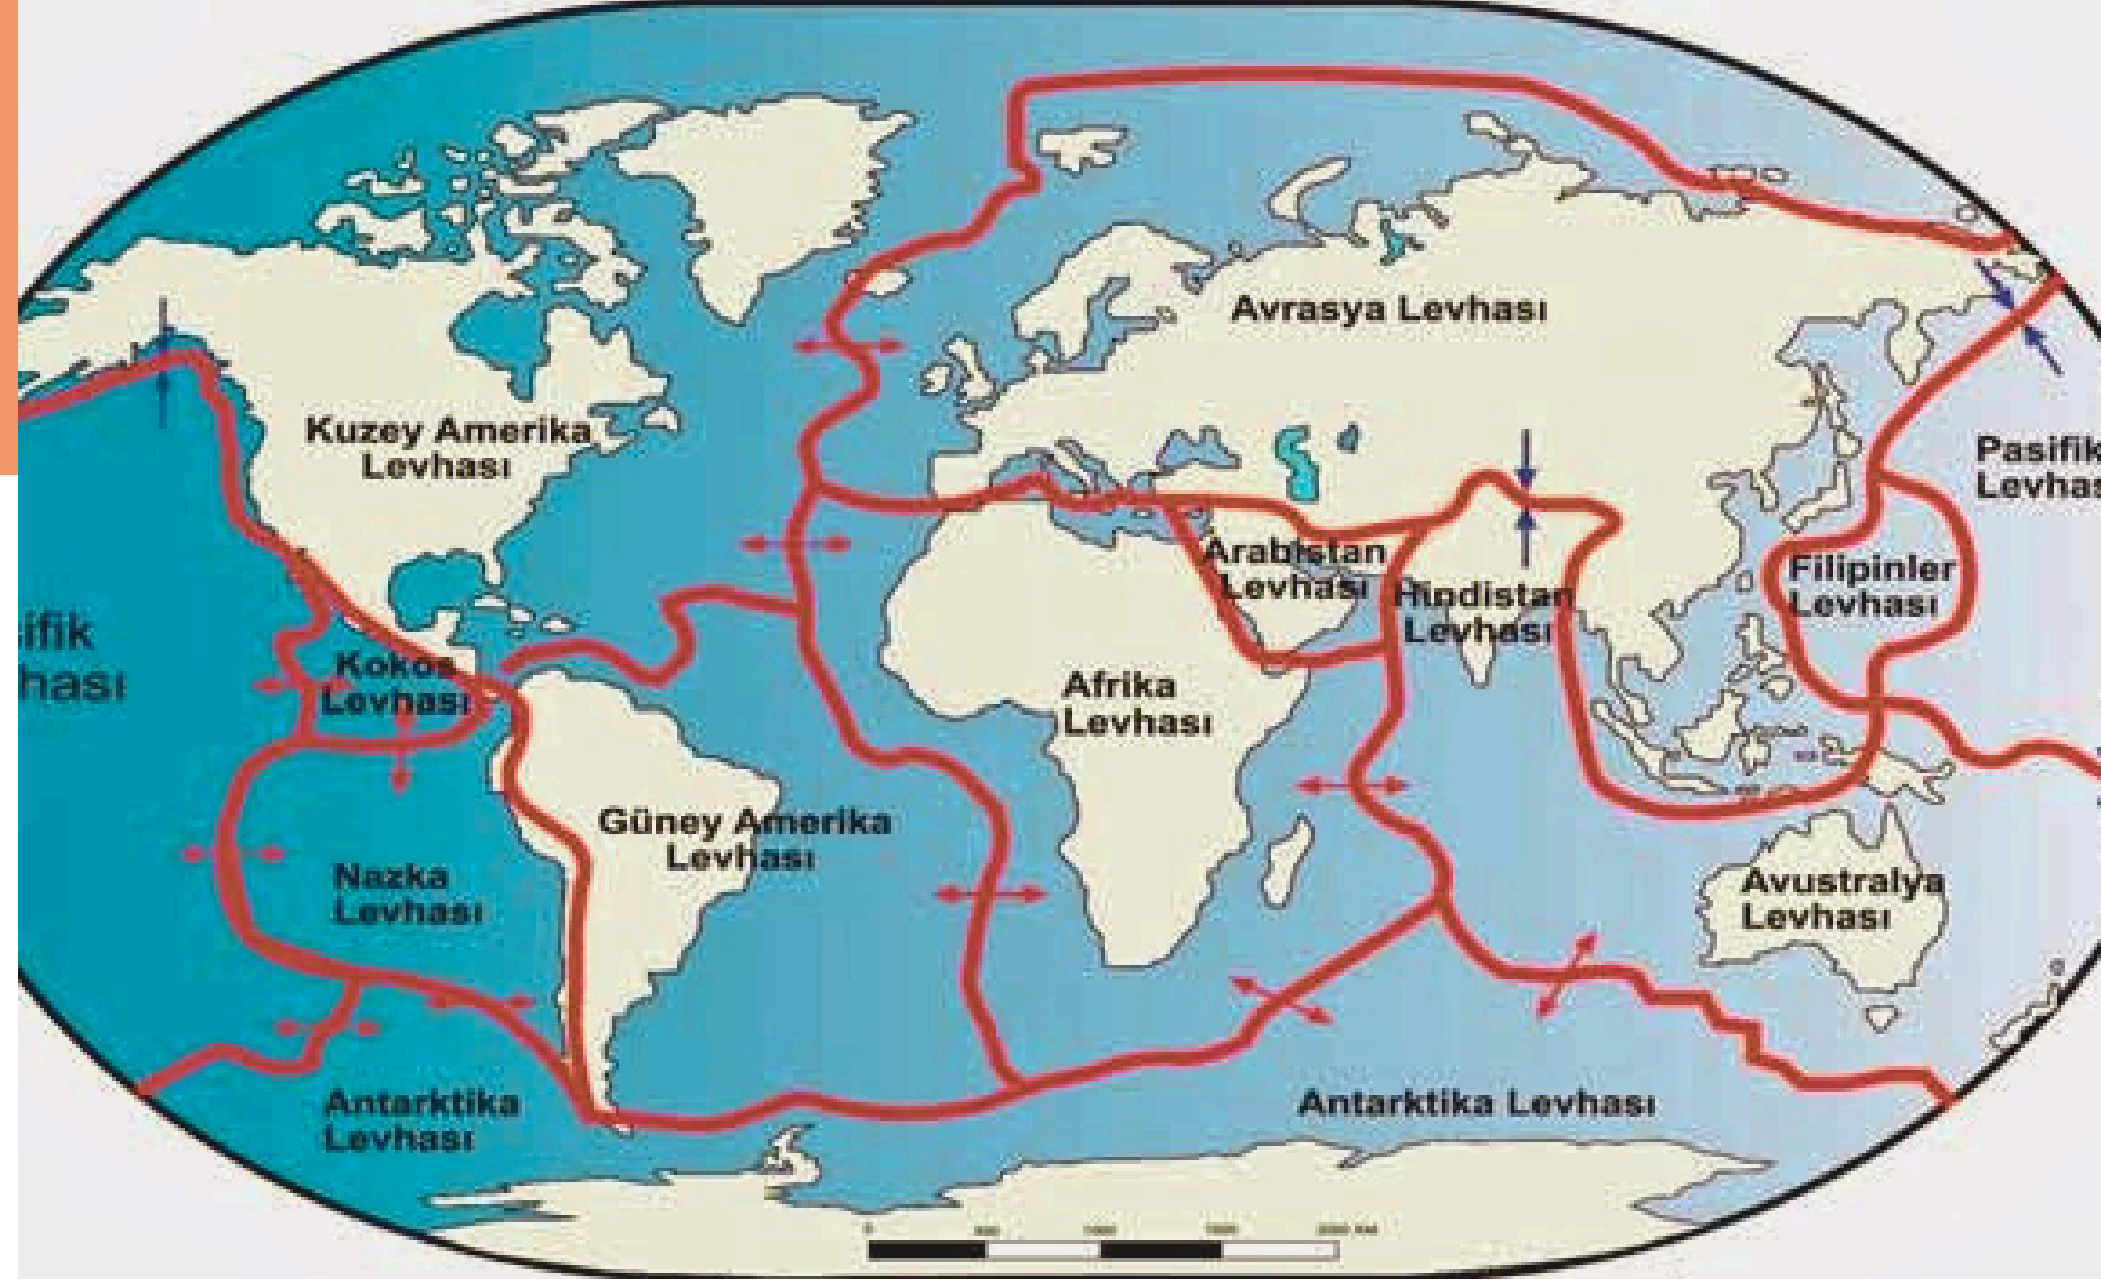 Avrasya Levhası
Kuzey Amerika
Levhası
Pasifik
Levhas
Arabistan
Levhası
Hindistan
Levhası
Filipinler
Levhası
ifik
hası
Kokos
Levhası
Afrika
Levhası
Güney Amerika
Levhası
Nazka
Levhası
Avustralya
Levhası
Antarktika
Levhası
Antarktika Levhası